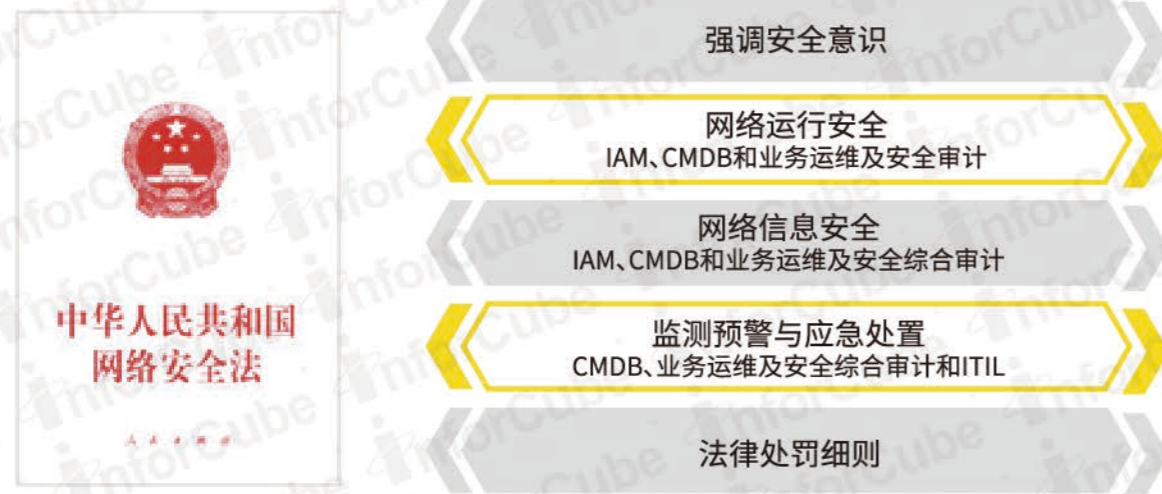 中华人民共和国
网络安全法
强调安全意识
网络运行安全
IAM、CMDB和业务运维及安全审计
网络信息安全
IAM、CMDB和业务运维及安全综合审计
监测预警与应急处置
CMDB、业务运维及安全综合审计和ITIL
法律处罚细则
InforCube